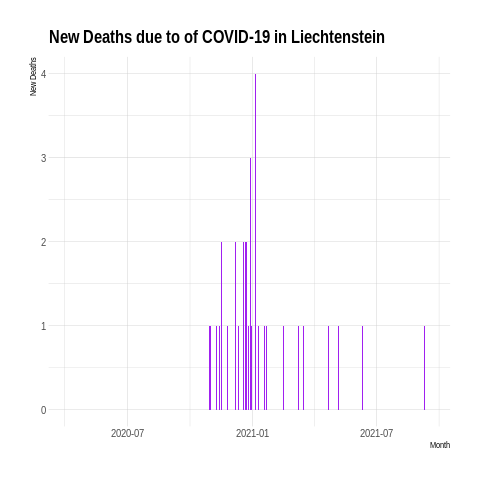 New Deaths due to of COVID-19 in Liechtenstein
New Deaths
4
3
2
1
0
2020-07 2021-01 2021-07
Month